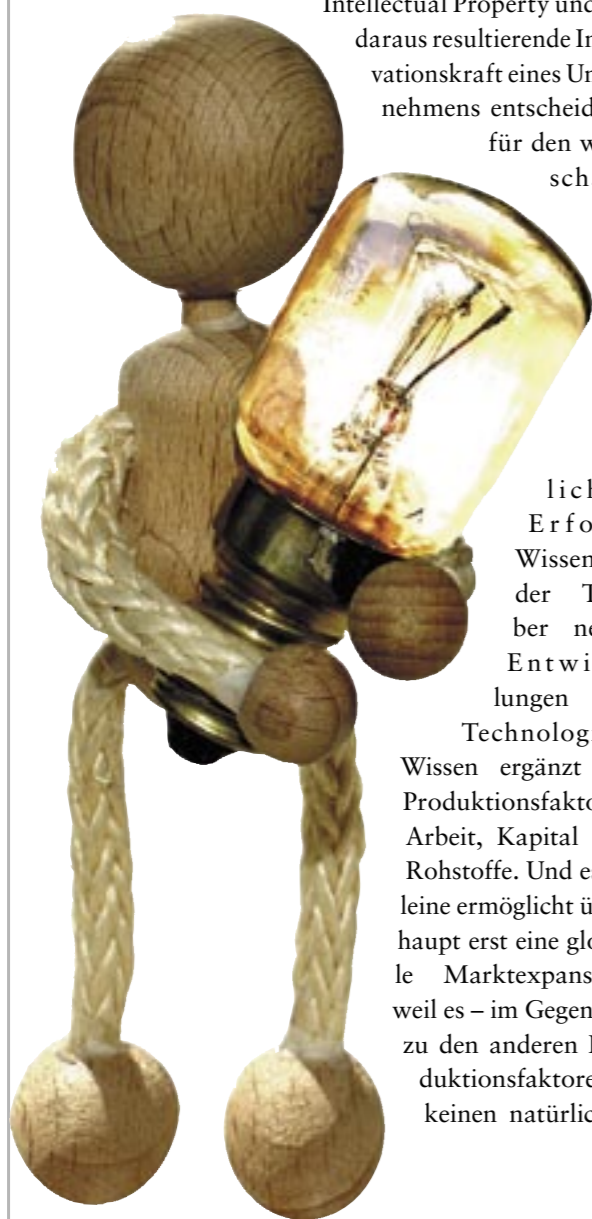 Intellectual Property und
daraus resultierende In
vationskraft eines Un
nehmens entscheid
für den w
sch
lich
Erfo
Wissen
der T
ber ne
Entwi
lungen
Technolog
Wissen ergänzt
Produktionsfakto
Arbeit, Kapital
Rohstoffe. Und es
leine ermöglicht ü
haupt erst eine glo
le Marktexpans
weil es – im Gegen
zu den anderen
duktionsfaktore
keinen natürlic